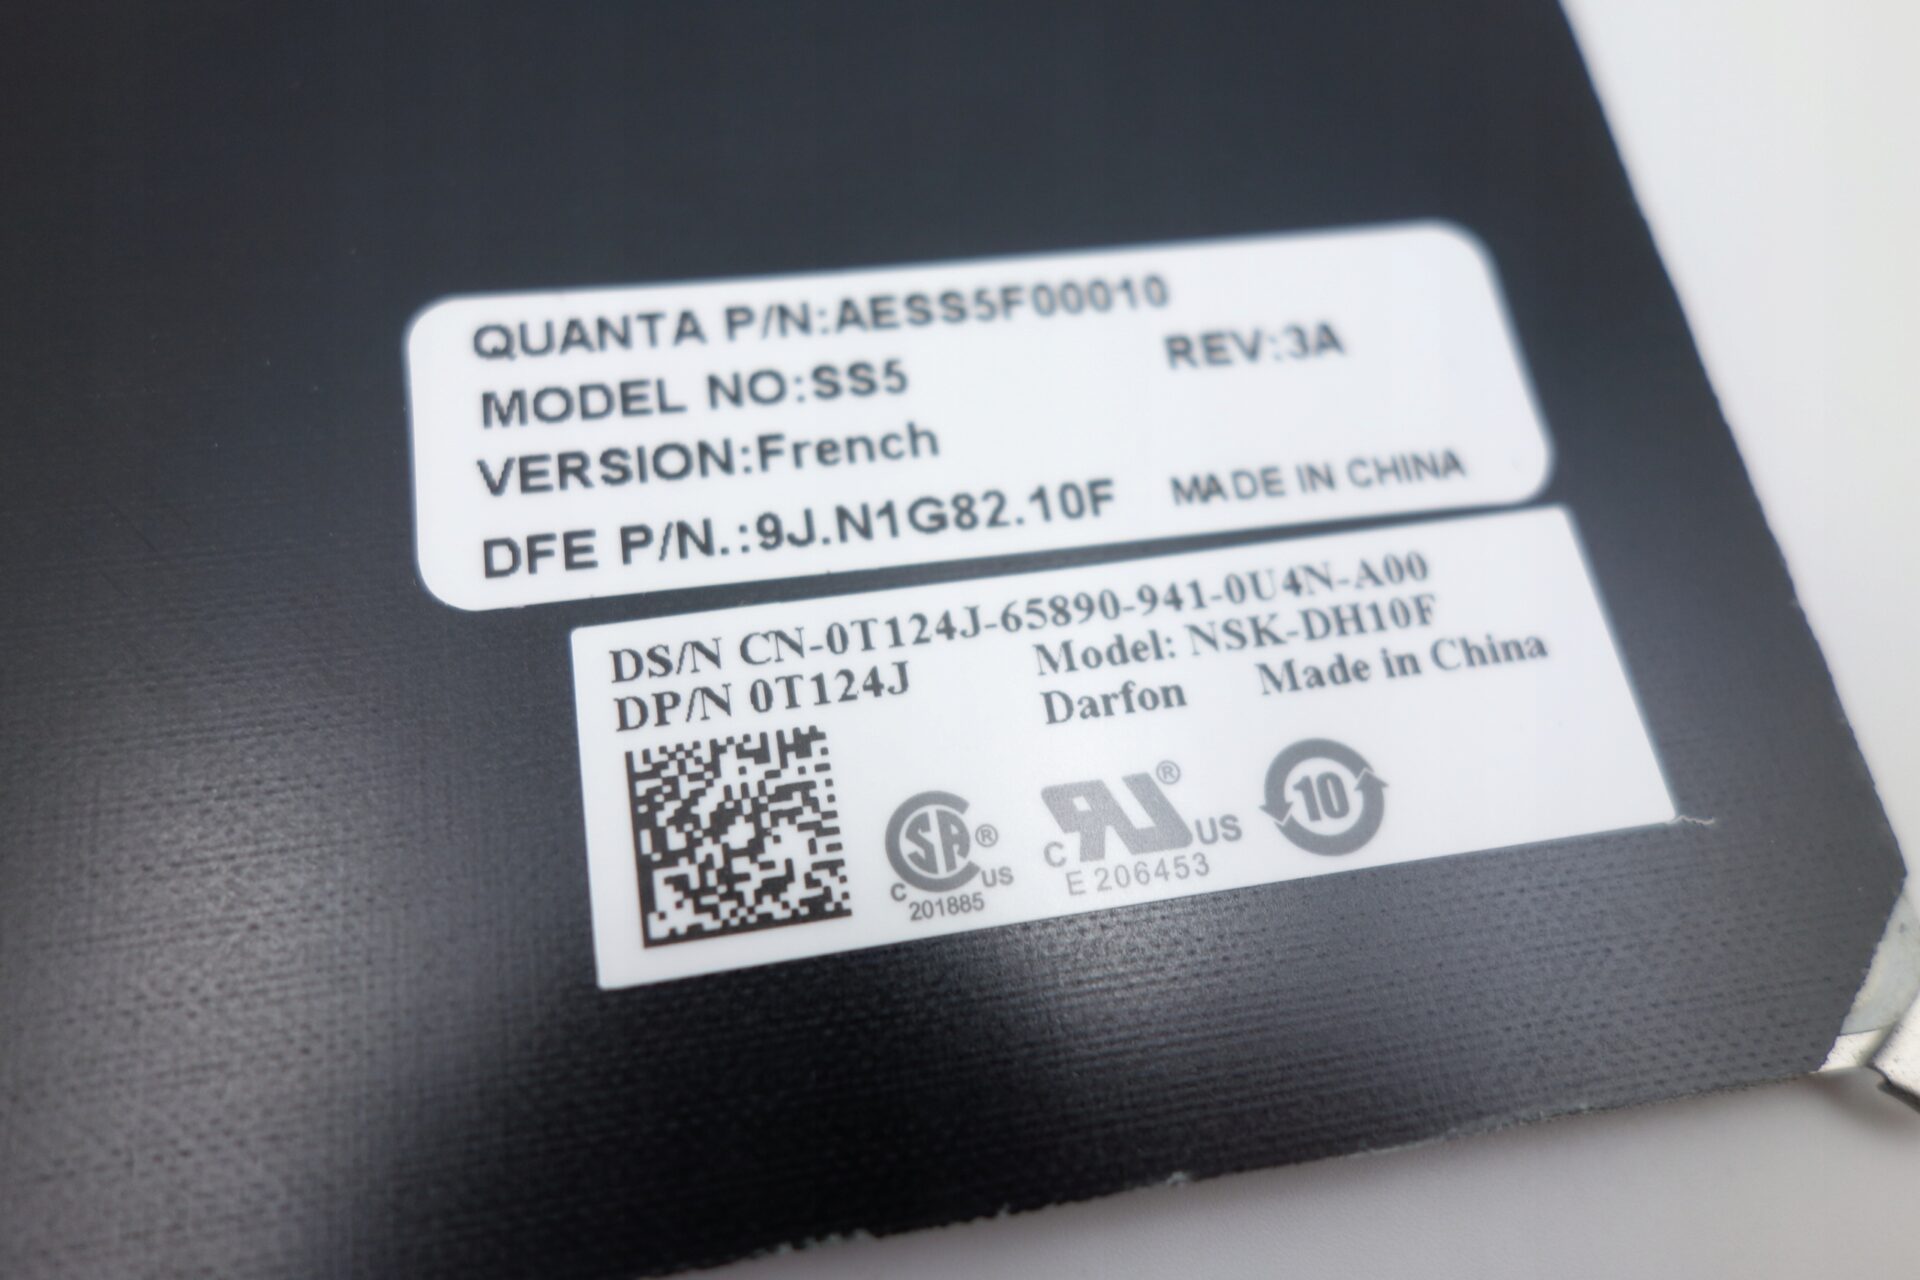 QUANTA P/N:AESS5F00010
MODEL NO:SS5 REV:3A
VERSION:French
DFE P/N.:9J.N1G82.10F MADE IN CHINA
DS/N CN-0T124J-65890-941-0U4N-A00
DP/N 0T124J Model: NSK-DH10F
Darfon Made in China
SA ®
C US
201885
RU ®
C US
E206453
10